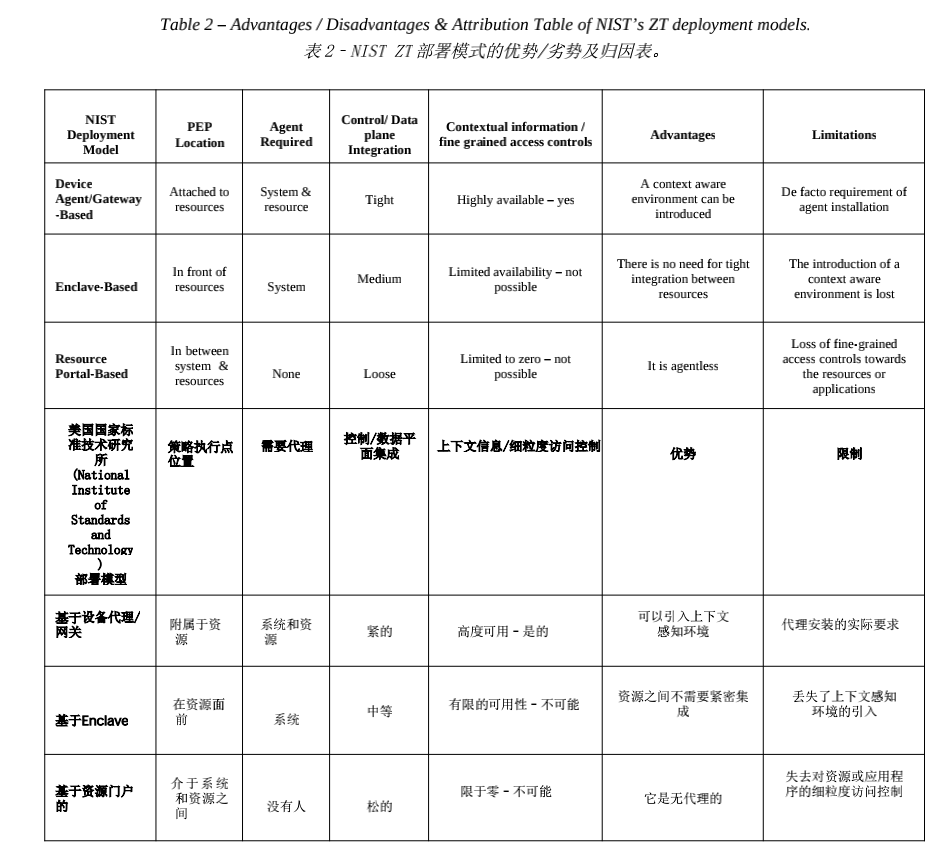 Table 2 – Advantages / Disadvantages & Attribution Table of NIST's ZT deployment models.
表 2 - NIST ZT 部署模式的优势/劣势及归因表。
NIST
Deployment
Model
PEP
Location
Agent
Required
Control/ Data
plane
Integration
Contextual information /
fine grained access controls
Advantages
Limitations
Device
Agent/Gateway
-Based
Attached to
resources
System &
resource
Tight
Highly available – yes
A context aware
environment can be
introduced
De facto requirement of
agent installation
Enclave-Based
In front of
resources
System
Medium
Limited availability – not
possible
There is no need for tight
integration between
resources
The introduction of a
context aware
environment is lost
Resource
Portal-Based
In between
system &
resources
None
Loose
Limited to zero – not
possible
It is agentless
Loss of fine-grained
access controls towards
the resources or
applications
美国国家标
准技术研究
所
(National
Institute
of
Standards
and
Technology
)
部署模型
策略执行点
位置
需要代理
控制/数据平
面集成
上下文信息/细粒度访问控制
优势
限制
基于设备代理/
网关
附属于资
源
系统和资
源
紧的
高度可用 - 是的
可以引入上下文
感知环境
代理安装的实际要求
基于Enclave
在资源面
前
系统
中等
有限的可用性 - 不可能
资源之间不需要紧密集
成
丢失了上下文感知
环境的引入
基于资源门户
的
介于系统
和资源之
间
没有人
松的
限于零 - 不可能
它是无代理的
失去对资源或应用程
序的细粒度访问控制